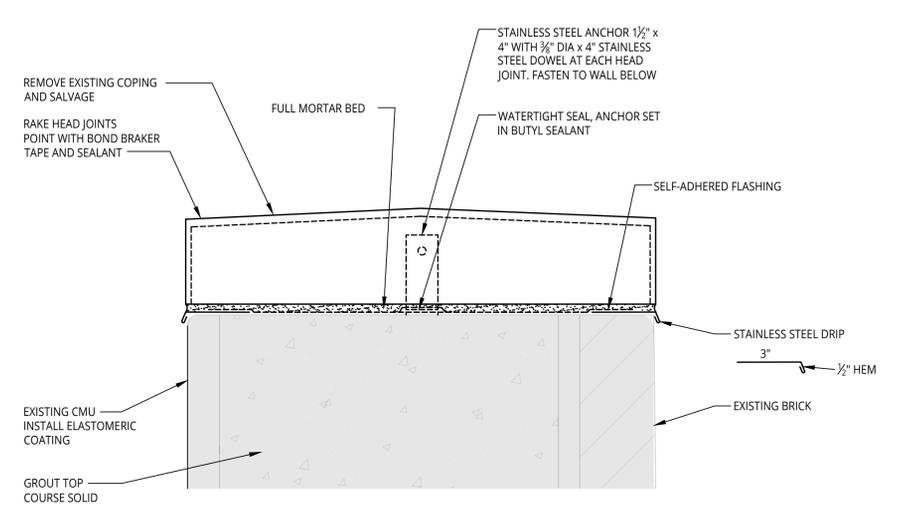 STAINLESS STEEL ANCHOR 1½" x
4" WITH ⅜" DIA x 4" STAINLESS
STEEL DOWEL AT EACH HEAD
JOINT. FASTEN TO WALL BELOW
REMOVE EXISTING COPING
AND SALVAGE
FULL MORTAR BED
WATERTIGHT SEAL, ANCHOR SET
IN BUTYL SEALANT
RAKE HEAD JOINTS
POINT WITH BOND BRAKER
TAPE AND SEALANT
SELF-ADHERED FLASHING
STAINLESS STEEL DRIP
3"
½" HEM
EXISTING CMU
INSTALL ELASTOMERIC
COATING
EXISTING BRICK
GROUT TOP
COURSE SOLID